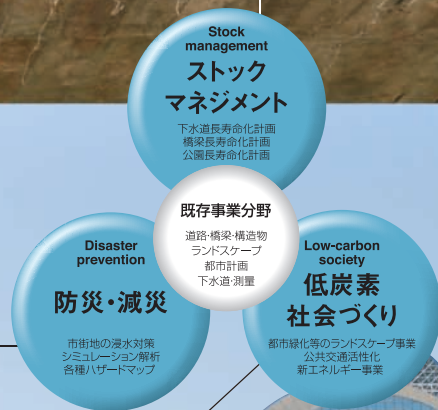 Stock
management
ストック
マネジメント
下水道長寿命化計画
橋梁長寿命化計画
公園長寿命化計画
既存事業分野
道路・橋梁・構造物
ランドスケープ
都市計画
下水道・測量
Disaster
prevention
防災・減災
市街地の浸水対策
シミュレーション解析
各種ハザードマップ
Low-carbon
society
低炭素
社会づくり
都市緑化等のランドスケープ事業
公共交通活性化
新エネルギー事業